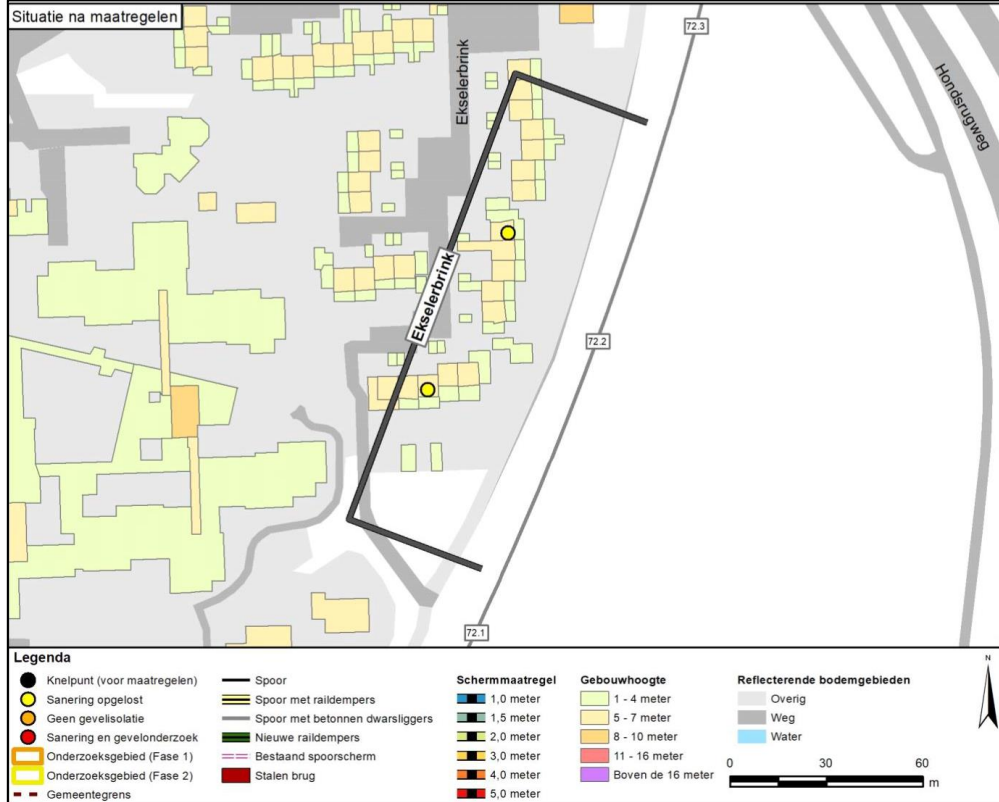 Situatie na maatregelen
72.3
Ekselerbrink
Hondsrugweg
Ekselerbrink
72.2
72.1
Legenda
Knelpunt (voor maatregelen)
Sanering opgelost
Geen gevelisolatie
Sanering en gevelonderzoek
Onderzoeksgebied (Fase 1)
Onderzoeksgebied (Fase 2)
Gemeentegrens
Spoor
Spoor met raildempers
Spoor met betonnen dwarsliggers
Nieuwe raildempers
Bestaand spoorscherm
Stalen brug
Schermmaatregel
1,0 meter
1,5 meter
2,0 meter
3,0 meter
4,0 meter
5,0 meter
Gebouwhoogte
1 - 4 meter
5 - 7 meter
8 - 10 meter
11 - 16 meter
Boven de 16 meter
Reflecterende bodemgebieden
Overig
Weg
Water
N
0 30 60
m